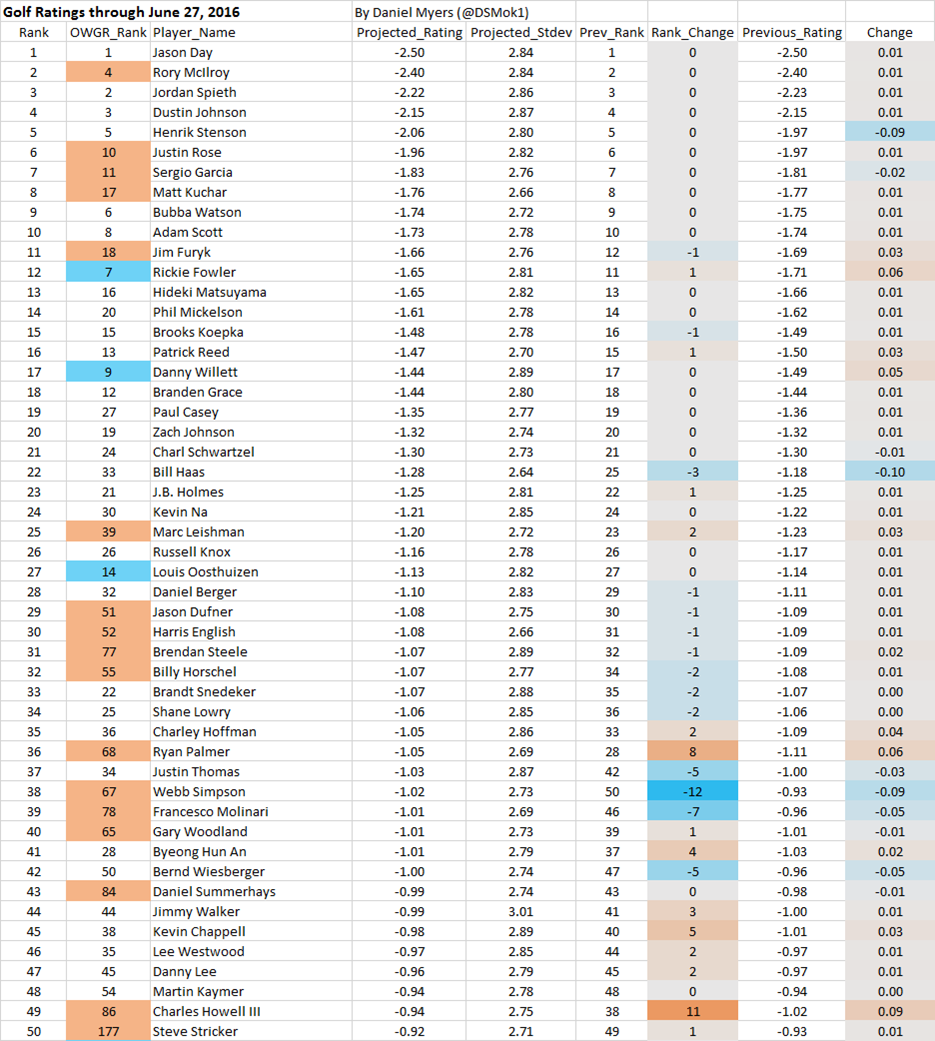 Golf Ratings through June 27, 2016 By Daniel Myers (@DSMok1)
Rank OWGR_Rank Player_Name Projected_Rating Projected_Stdev Prev_Rank Rank_Change Previous_Rating Change
1 1 Jason Day -2.50 2.84 1 0 -2.50 0.01
2 4 Rory McIlroy -2.40 2.84 2 0 -2.40 0.01
3 2 Jordan Spieth -2.22 2.86 3 0 -2.23 0.01
4 3 Dustin Johnson -2.15 2.87 4 0 -2.15 0.01
5 5 Henrik Stenson -2.06 2.80 5 0 -1.97 -0.09
6 10 Justin Rose -1.96 2.82 6 0 -1.97 0.01
7 11 Sergio Garcia -1.83 2.76 7 0 -1.81 -0.02
8 17 Matt Kuchar -1.76 2.66 8 0 -1.77 0.01
9 6 Bubba Watson -1.74 2.72 9 0 -1.75 0.01
10 8 Adam Scott -1.73 2.78 10 0 -1.74 0.01
11 18 Jim Furyk -1.66 2.76 12 -1 -1.69 0.03
12 7 Rickie Fowler -1.65 2.81 11 1 -1.71 0.06
13 16 Hideki Matsuyama -1.65 2.82 13 0 -1.66 0.01
14 20 Phil Mickelson -1.61 2.78 14 0 -1.62 0.01
15 15 Brooks Koepka -1.48 2.78 16 -1 -1.49 0.01
16 13 Patrick Reed -1.47 2.70 15 1 -1.50 0.03
17 9 Danny Willett -1.44 2.89 17 0 -1.49 0.05
18 12 Branden Grace -1.44 2.80 18 0 -1.44 0.01
19 27 Paul Casey -1.35 2.77 19 0 -1.36 0.01
20 19 Zach Johnson -1.32 2.74 20 0 -1.32 0.01
21 24 Charl Schwartzel -1.30 2.73 21 0 -1.30 -0.01
22 33 Bill Haas -1.28 2.64 25 -3 -1.18 -0.10
23 21 J.B. Holmes -1.25 2.81 22 1 -1.25 0.01
24 30 Kevin Na -1.21 2.85 24 0 -1.22 0.01
25 39 Marc Leishman -1.20 2.72 23 2 -1.23 0.03
26 26 Russell Knox -1.16 2.78 26 0 -1.17 0.01
27 14 Louis Oosthuizen -1.13 2.82 27 0 -1.14 0.01
28 32 Daniel Berger -1.10 2.83 29 -1 -1.11 0.01
29 51 Jason Dufner -1.08 2.75 30 -1 -1.09 0.01
30 52 Harris English -1.08 2.66 31 -1 -1.09 0.01
31 77 Brendan Steele -1.07 2.89 32 -1 -1.09 0.02
32 55 Billy Horschel -1.07 2.77 34 -2 -1.08 0.01
33 22 Brandt Snedeker -1.07 2.88 35 -2 -1.07 0.00
34 25 Shane Lowry -1.06 2.85 36 -2 -1.06 0.00
35 36 Charley Hoffman -1.05 2.86 33 2 -1.09 0.04
36 68 Ryan Palmer -1.05 2.69 28 8 -1.11 0.06
37 34 Justin Thomas -1.03 2.87 42 -5 -1.00 -0.03
38 67 Webb Simpson -1.02 2.73 50 -12 -0.93 -0.09
39 78 Francesco Molinari -1.01 2.69 46 -7 -0.96 -0.05
40 65 Gary Woodland -1.01 2.73 39 1 -1.01 -0.01
41 28 Byeong Hun An -1.01 2.79 37 4 -1.03 0.02
42 50 Bernd Wiesberger -1.00 2.74 47 -5 -0.96 -0.05
43 84 Daniel Summerhays -0.99 2.74 43 0 -0.98 -0.01
44 44 Jimmy Walker -0.99 3.01 41 3 -1.00 0.01
45 38 Kevin Chappell -0.98 2.89 40 5 -1.01 0.03
46 35 Lee Westwood -0.97 2.85 44 2 -0.97 0.01
47 45 Danny Lee -0.96 2.79 45 2 -0.97 0.01
48 54 Martin Kaymer -0.94 2.78 48 0 -0.94 0.00
49 86 Charles Howell III -0.94 2.75 38 11 -1.02 0.09
50 177 Steve Stricker -0.92 2.71 49 1 -0.93 0.01